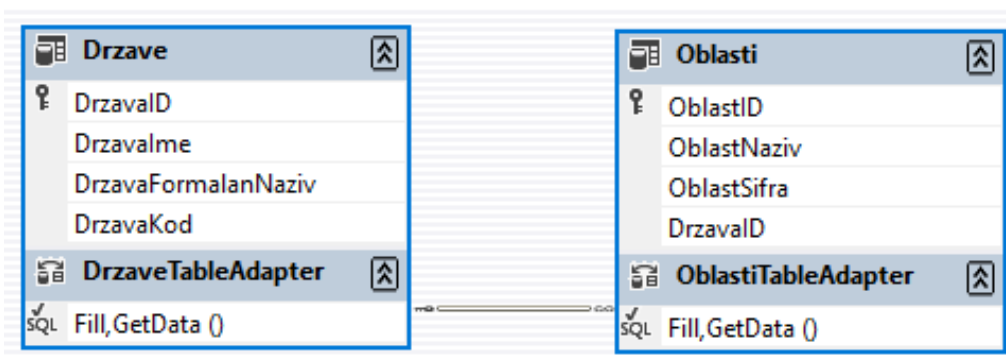 Drzave
DrzavaID
DrzavaIme
DrzavaFormalanNaziv
DrzavaKod
DrzaveTableAdapter
SQL Fill,GetData ()
Oblasti
OblastID
OblastNaziv
OblastSifra
DrzavaID
OblastiTableAdapter
SQL Fill,GetData ()